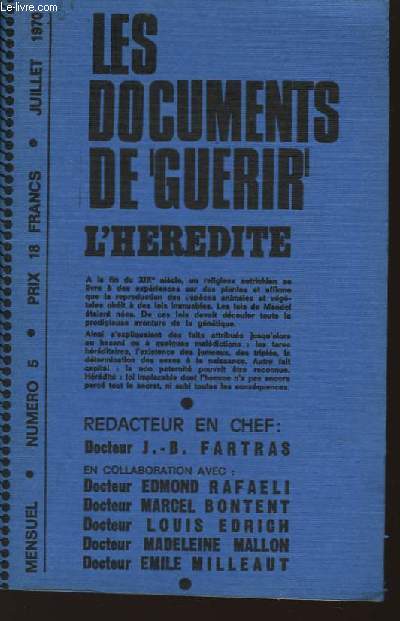 Le-livre.com
LES
DOCUMENTS
DE 'GUERIR'
L'HEREDITE
A la fin du XIXe siècle, un religieux autrichien se
livre à des expériences sur des plantes et affirme
que la reproduction des espèces animales et végé-
tales obéit à des lois immuables. Les lois de Mendel
étaient nées. De ces lois devait découler toute la
prodigieuse aventure de la génétique.
Ainsi s'expliquaient des faits attribués jusqu'alors
au hasard ou à quelques malédictions : les tares
héréditaires, l'existence des jumeaux, des triplés, la
détermination des sexes à la naissance. Autre fait
capital : la non paternité pouvait être reconnue.
Hérédité : loi implacable dont l'homme n'a pas encore
percé tout le secret, ni subi toutes les conséquences.
REDACTEUR EN CHEF :
Docteur J.-B. FARTRAS
EN COLLABORATION AVEC :
Docteur EDMOND RAFAELI
Docteur MARCEL BONTENT
Docteur LOUIS EDRICH
Docteur MADELEINE MALLON
Docteur EMILE MILLEAUT
MENSUEL • NUMERO 5 • PRIX 18 FRANCS • JUILLET 1970